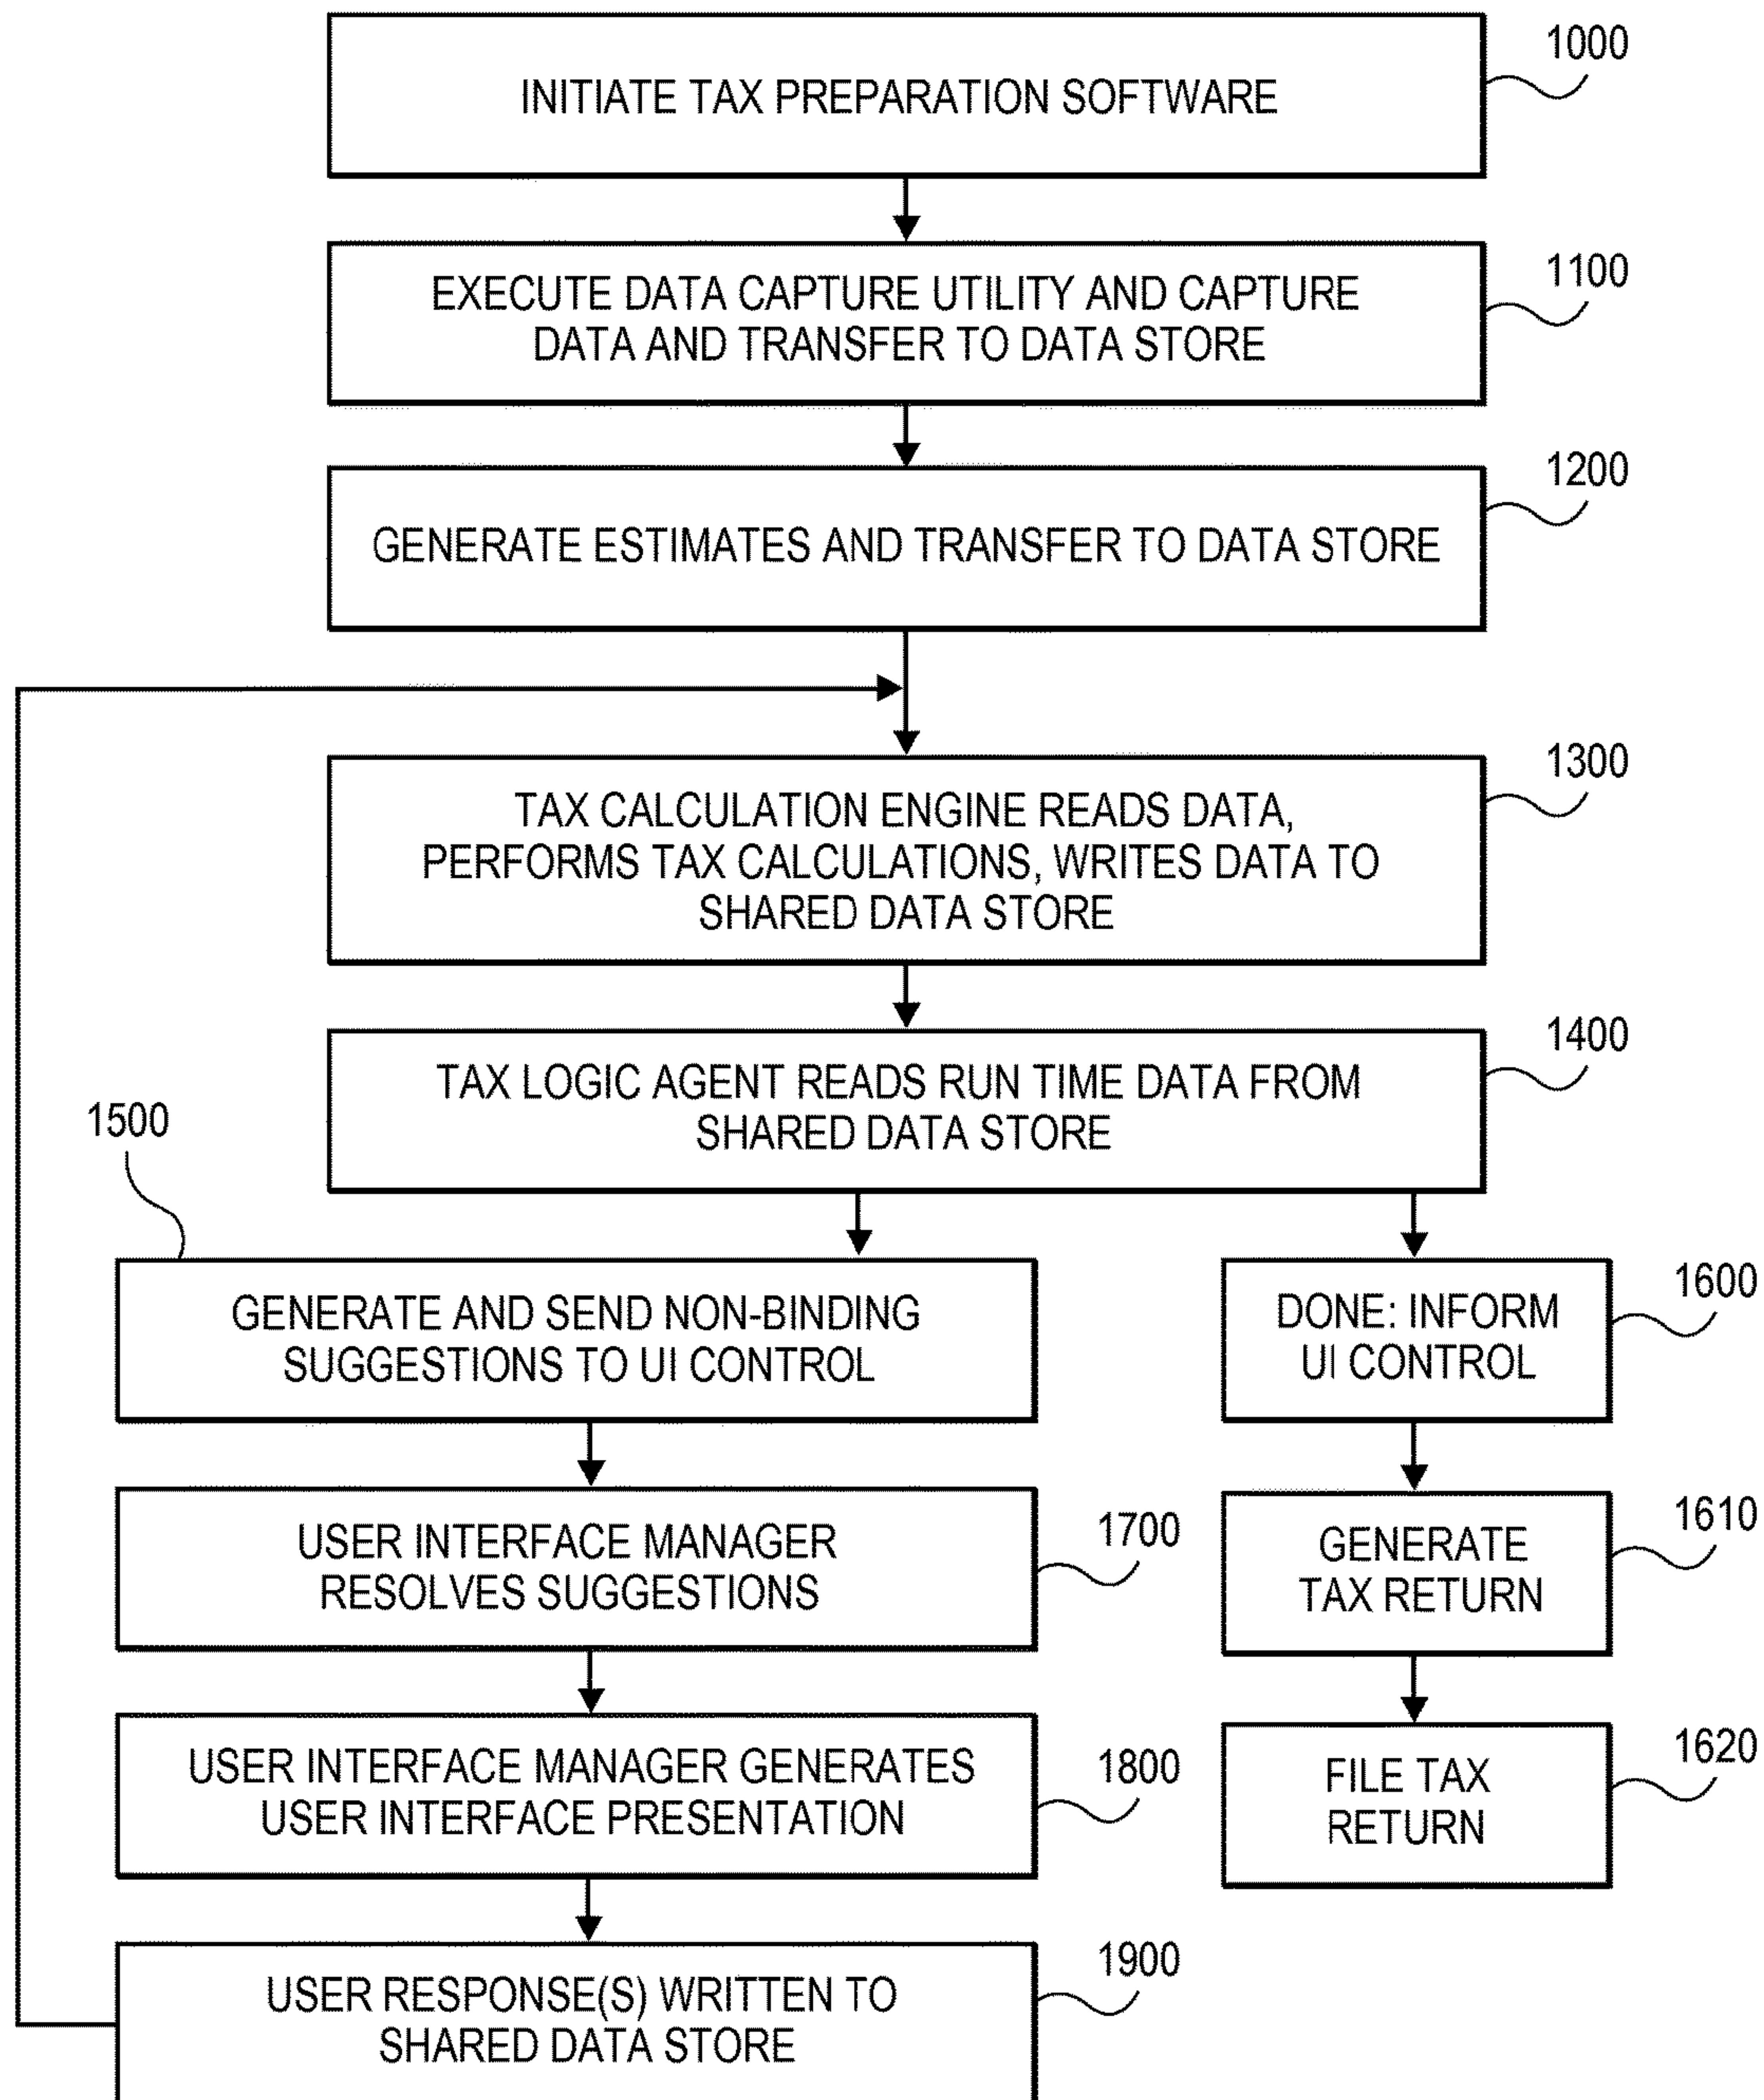 1000
INITIATE TAX PREPARATION SOFTWARE
1100
EXECUTE DATA CAPTURE UTILITY AND CAPTURE
DATA AND TRANSFER TO DATA STORE
1200
GENERATE ESTIMATES AND TRANSFER TO DATA STORE
1300
TAX CALCULATION ENGINE READS DATA,
PERFORMS TAX CALCULATIONS, WRITES DATA TO
SHARED DATA STORE
1400
TAX LOGIC AGENT READS RUN TIME DATA FROM
SHARED DATA STORE
1500
GENERATE AND SEND NON-BINDING
SUGGESTIONS TO UI CONTROL
1600
DONE: INFORM
UI CONTROL
1700
USER INTERFACE MANAGER
RESOLVES SUGGESTIONS
1610
GENERATE
TAX RETURN
1800
USER INTERFACE MANAGER GENERATES
USER INTERFACE PRESENTATION
1620
FILE TAX
RETURN
1900
USER RESPONSE(S) WRITTEN TO
SHARED DATA STORE